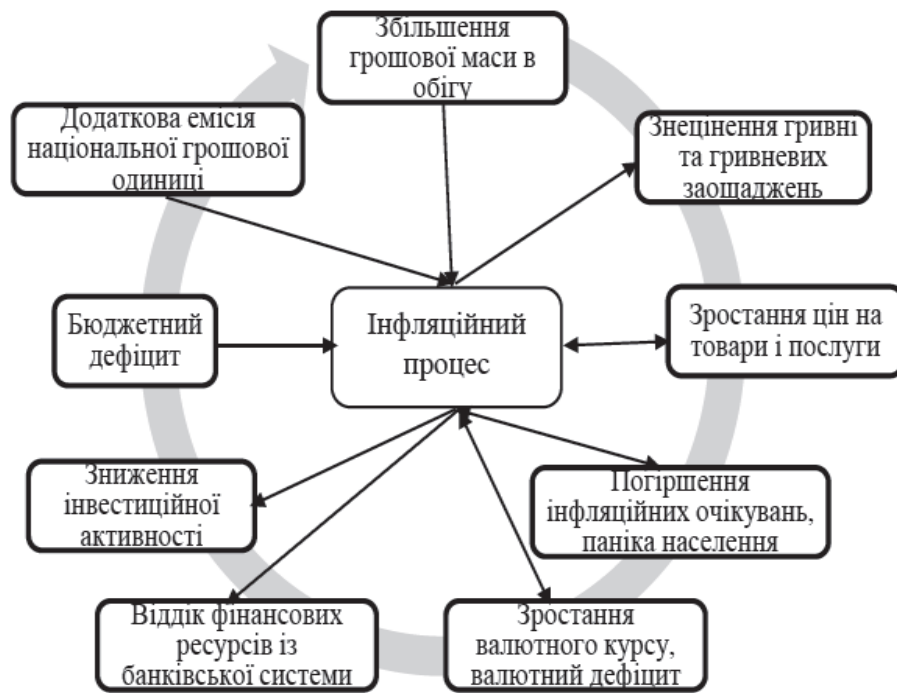 Збільшення
грошової маси в
обігу
Додаткова емісія
національної грошової
одиниці
Знецінення гривні
та гривневих
заощаджень
Бюджетний
дефіцит
Інфляційний
процес
Зростання цін на
товари і послуги
Зниження
інвестиційної
активності
Погіршення
інфляційних очікувань,
паніка населення
Віддік фінансових
ресурсів із
банківської системи
Зростання
валютного курсу,
валютний дефіцит